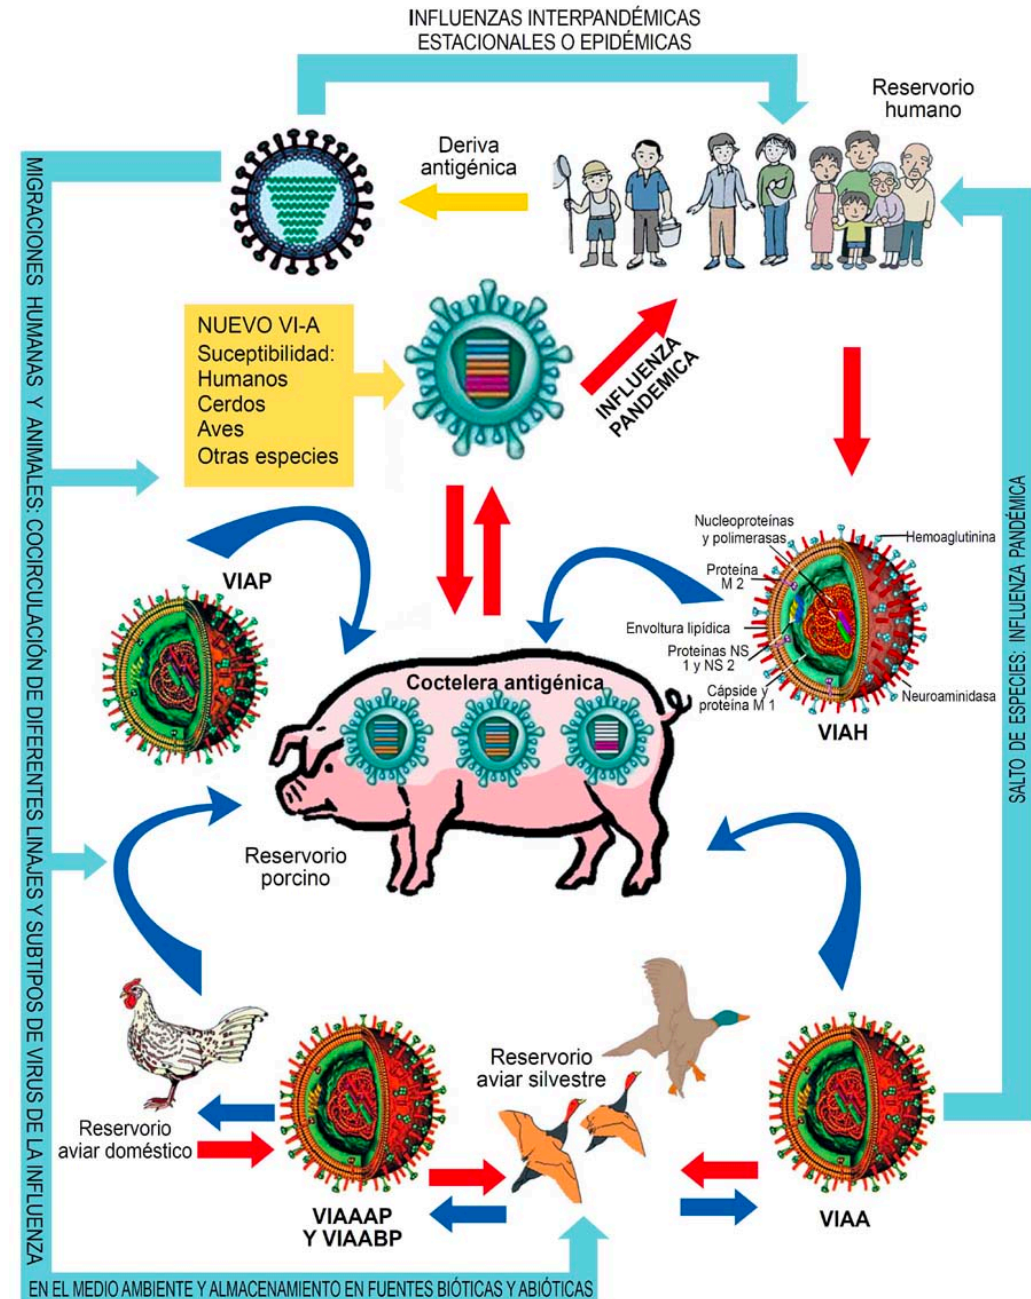 INFLUENZAS INTERPANDÉMICAS
ESTACIONALES O EPIDÉMICAS
Reservorio
humano
Deriva
antigénica
NUEVO VI-A
Suceptibilidad:
Humanos
Cerdos
Aves
Otras especies
INFLUENZA
PANDEMICA
MIGRACIONES HUMANAS Y ANIMALES: COCIRCULACIÓN DE DIFERENTES LINAJES Y SUBTIPOS DE VIRUS DE LA INFLUENZA
SALTO DE ESPECIES: INFLUENZA PANDÉMICA
VIAP
Nucleoproteínas
y polimerasas
Hemoaglutinina
Proteína
M 2
Envoltura lipídica
Proteínas NS
1 y NS 2
Cápside y
proteína M 1
Neuroaminidasa
VIAH
Coctelera antigénica
Reservorio
porcino
Reservorio
aviar silvestre
Reservorio
aviar doméstico
VIAAAP
Y VIAABP
VIAA
EN EL MEDIO AMBIENTE Y ALMACENAMIENTO EN FUENTES BIÓTICAS Y ABIÓTICAS